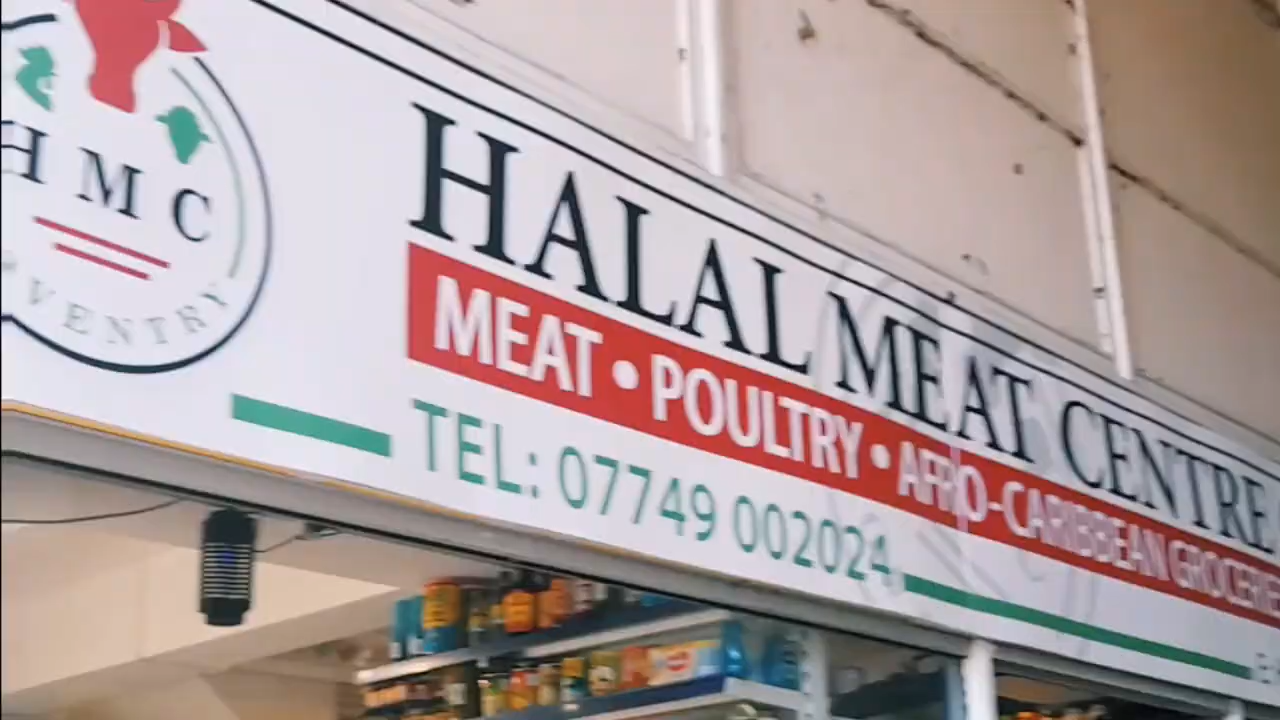 HMC
VENTRY
HALAL MEAT CENTRE
MEAT • POULTRY • AFRO-CARIBBEAN GROCERIE
TEL: 07749 002024